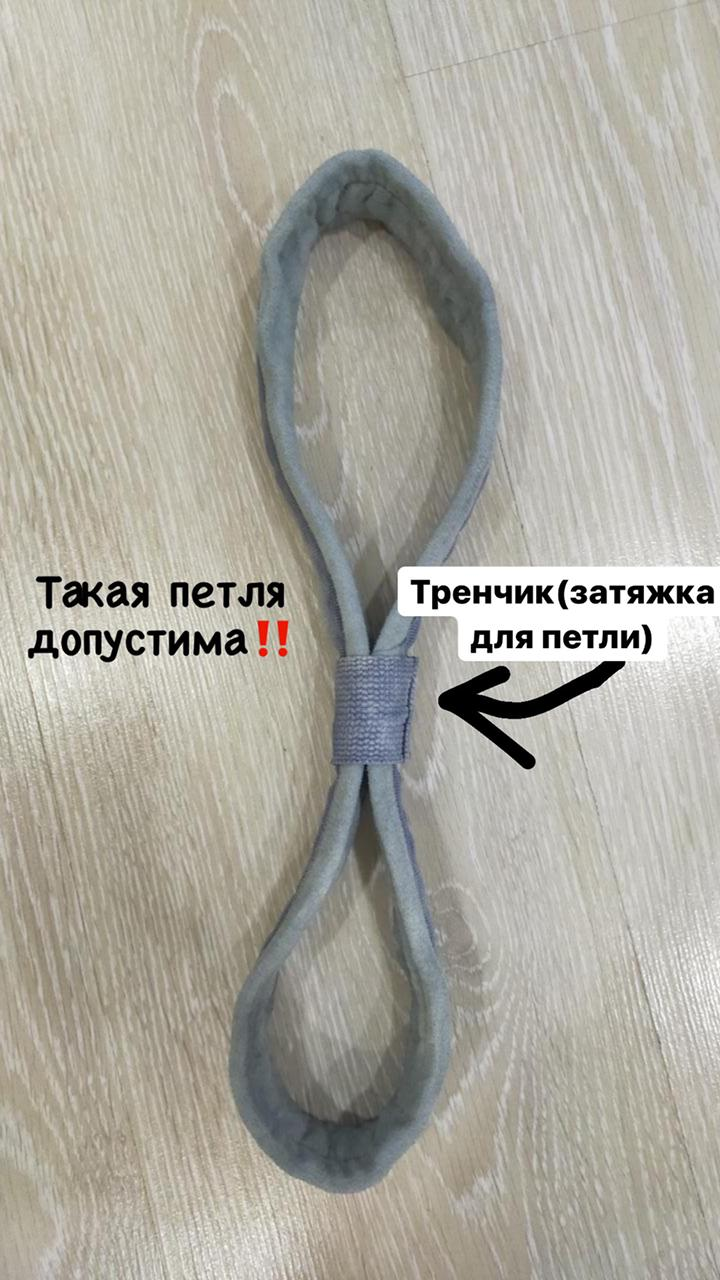 Такая петля
допустима‼️
Тренчик(затяжка
для петли)